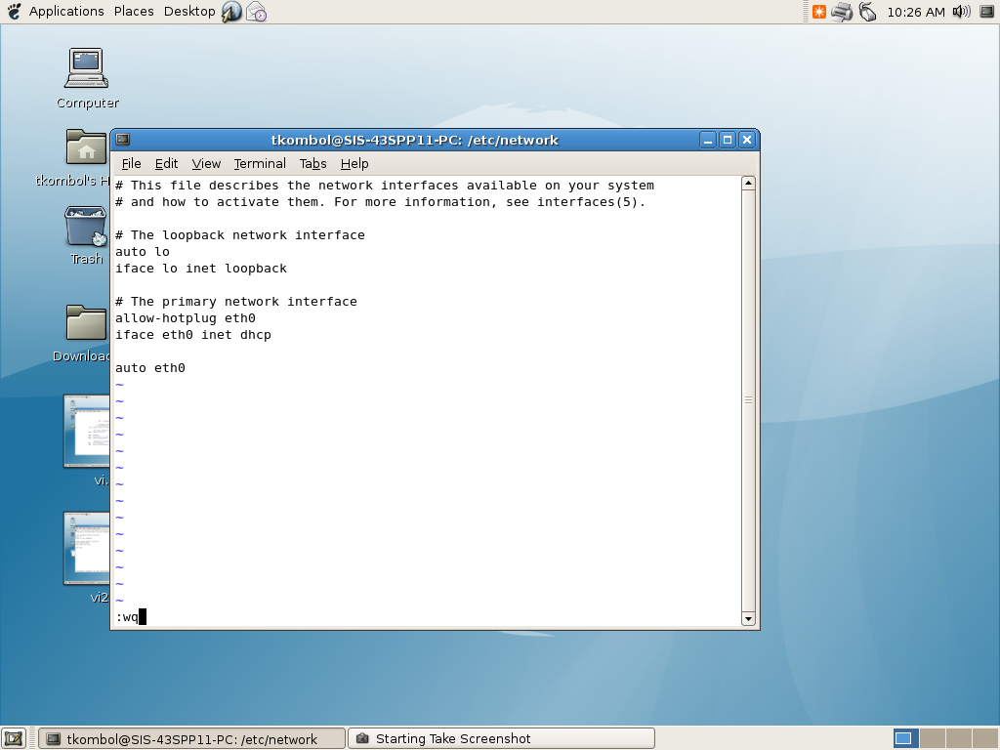 Applications Places Desktop
10:26 AM
Computer
tkombol's H
Trash
Downloa
vi.
vi2
tkombol@SIS-43SPP11-PC: /etc/network
File Edit View Terminal Tabs Help
# This file describes the network interfaces available on your system
# and how to activate them. For more information, see interfaces(5).
# The loopback network interface
auto lo
iface lo inet loopback
# The primary network interface
allow-hotplug eth0
iface eth0 inet dhcp
auto eth0
~
~
~
~
~
~
~
~
~
~
~
~
~
~
:wq
tkombol@SIS-43SPP11-PC: /etc/network
Starting Take Screenshot